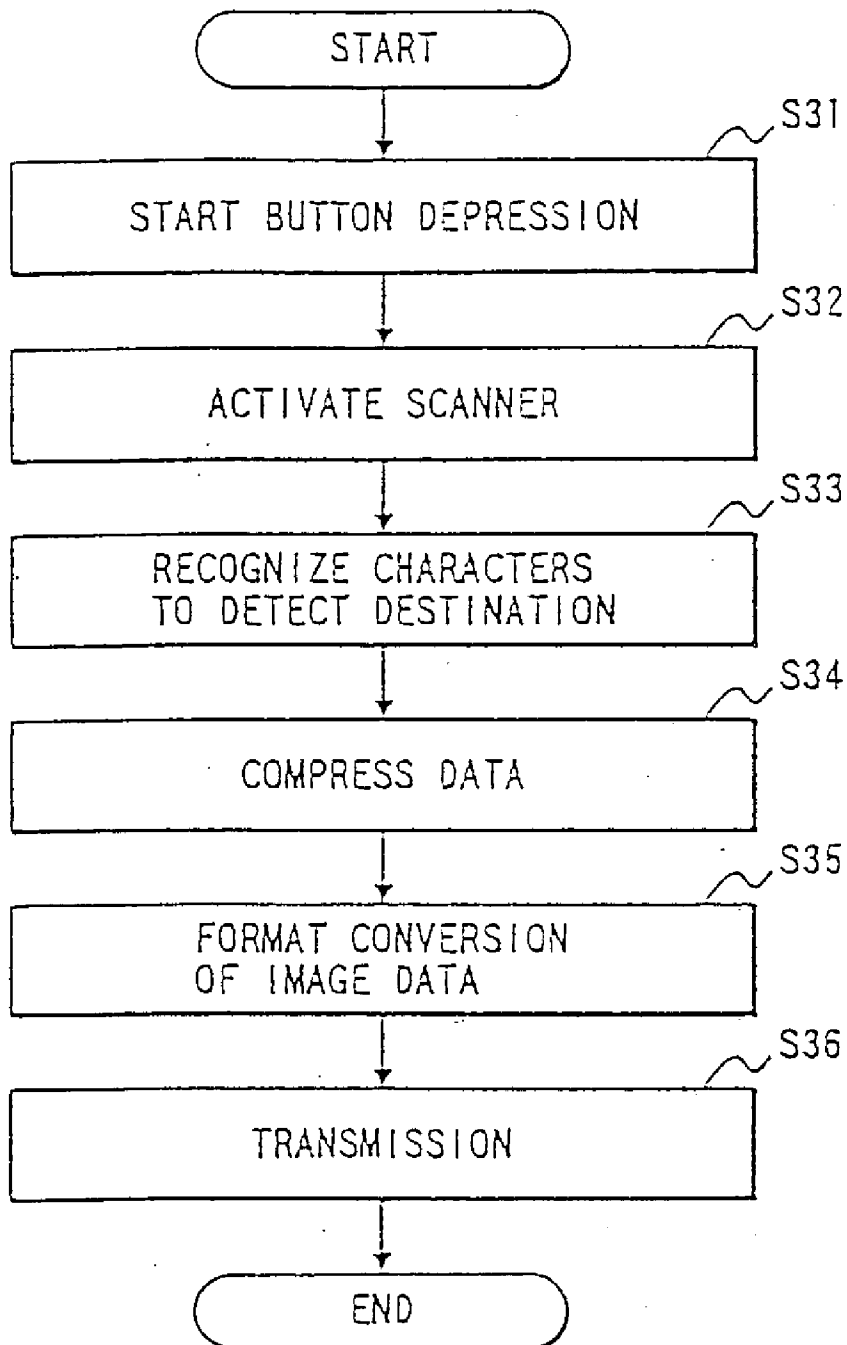 START
S31
START BUTTON DEPRESSION
S32
ACTIVATE SCANNER
S33
RECOGNIZE CHARACTERS
TO DETECT DESTINATION
S34
COMPRESS DATA
S35
FORMAT CONVERSION
OF IMAGE DATA
S36
TRANSMISSION
END